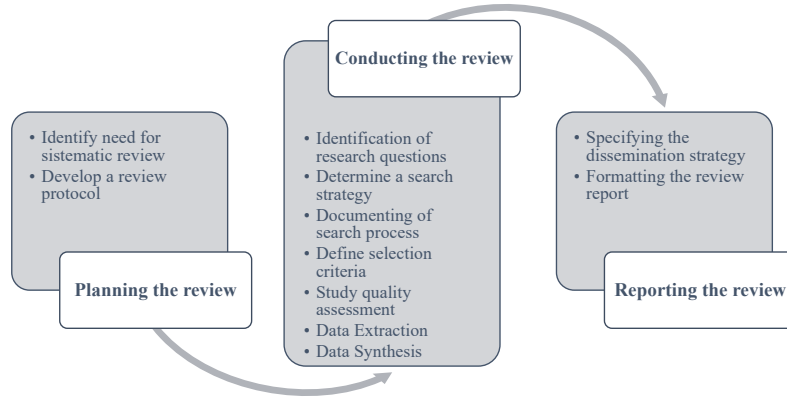 • Identify need for
sistematic review
• Develop a review
protocol
Planning the review
Conducting the review
• Identification of
research questions
• Determine a search
strategy
• Documenting of
search process
• Define selection
criteria
• Study quality
assessment
• Data Extraction
• Data Synthesis
• Specifying the
dissemination strategy
• Formatting the review
report
Reporting the review